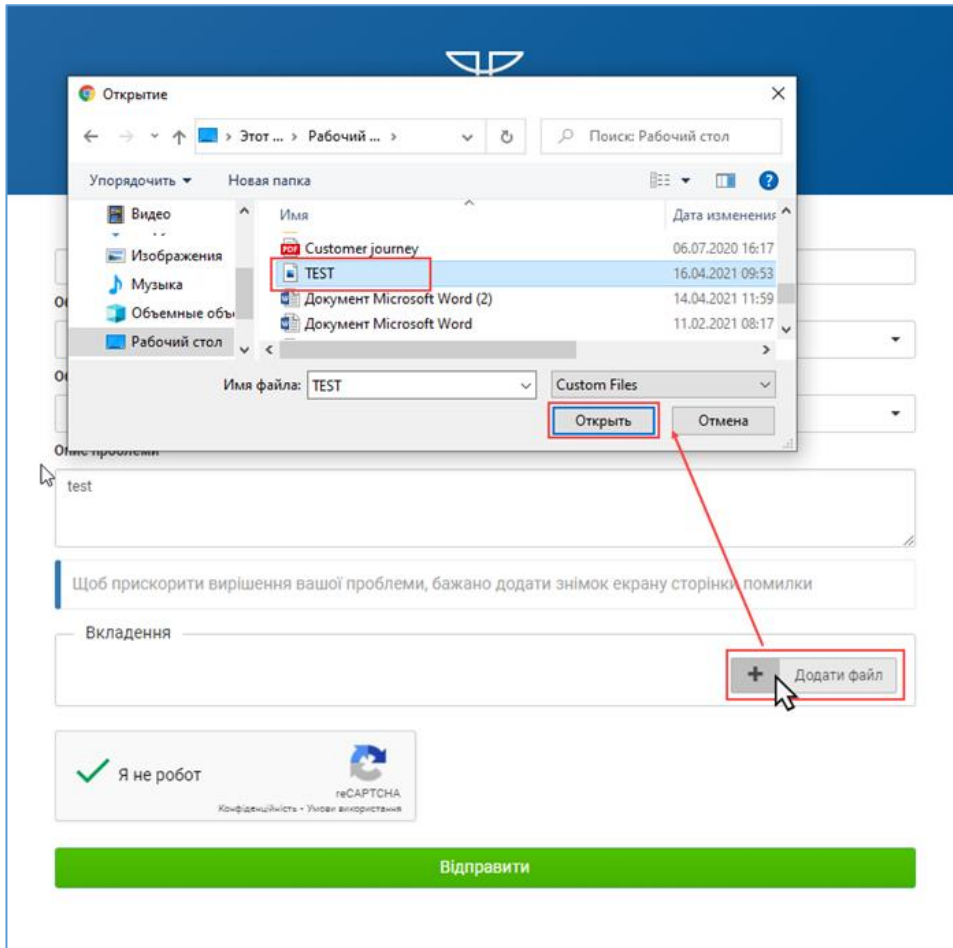 Открытие
Этот ... › Рабочий ... ›
Поиск: Рабочий стол
Упорядочить
Новая папка
Видео
Изображения
Музыка
Объемные объ
Рабочий стол
Имя
Дата изменения
Customer journey 06.07.2020 16:17
TEST 16.04.2021 09:53
Документ Microsoft Word (2) 14.04.2021 11:59
Документ Microsoft Word 11.02.2021 08:17
Имя файла: TEST
Custom Files
Открыть
Отмена
Опис проблеми
test
Щоб прискорити вирішення вашої проблеми, бажано додати знімок екрану сторінки помилки
Вкладення
+ Додати файл
Я не робот
reCAPTCHA
Конфіденційність - Умови використання
Відправити